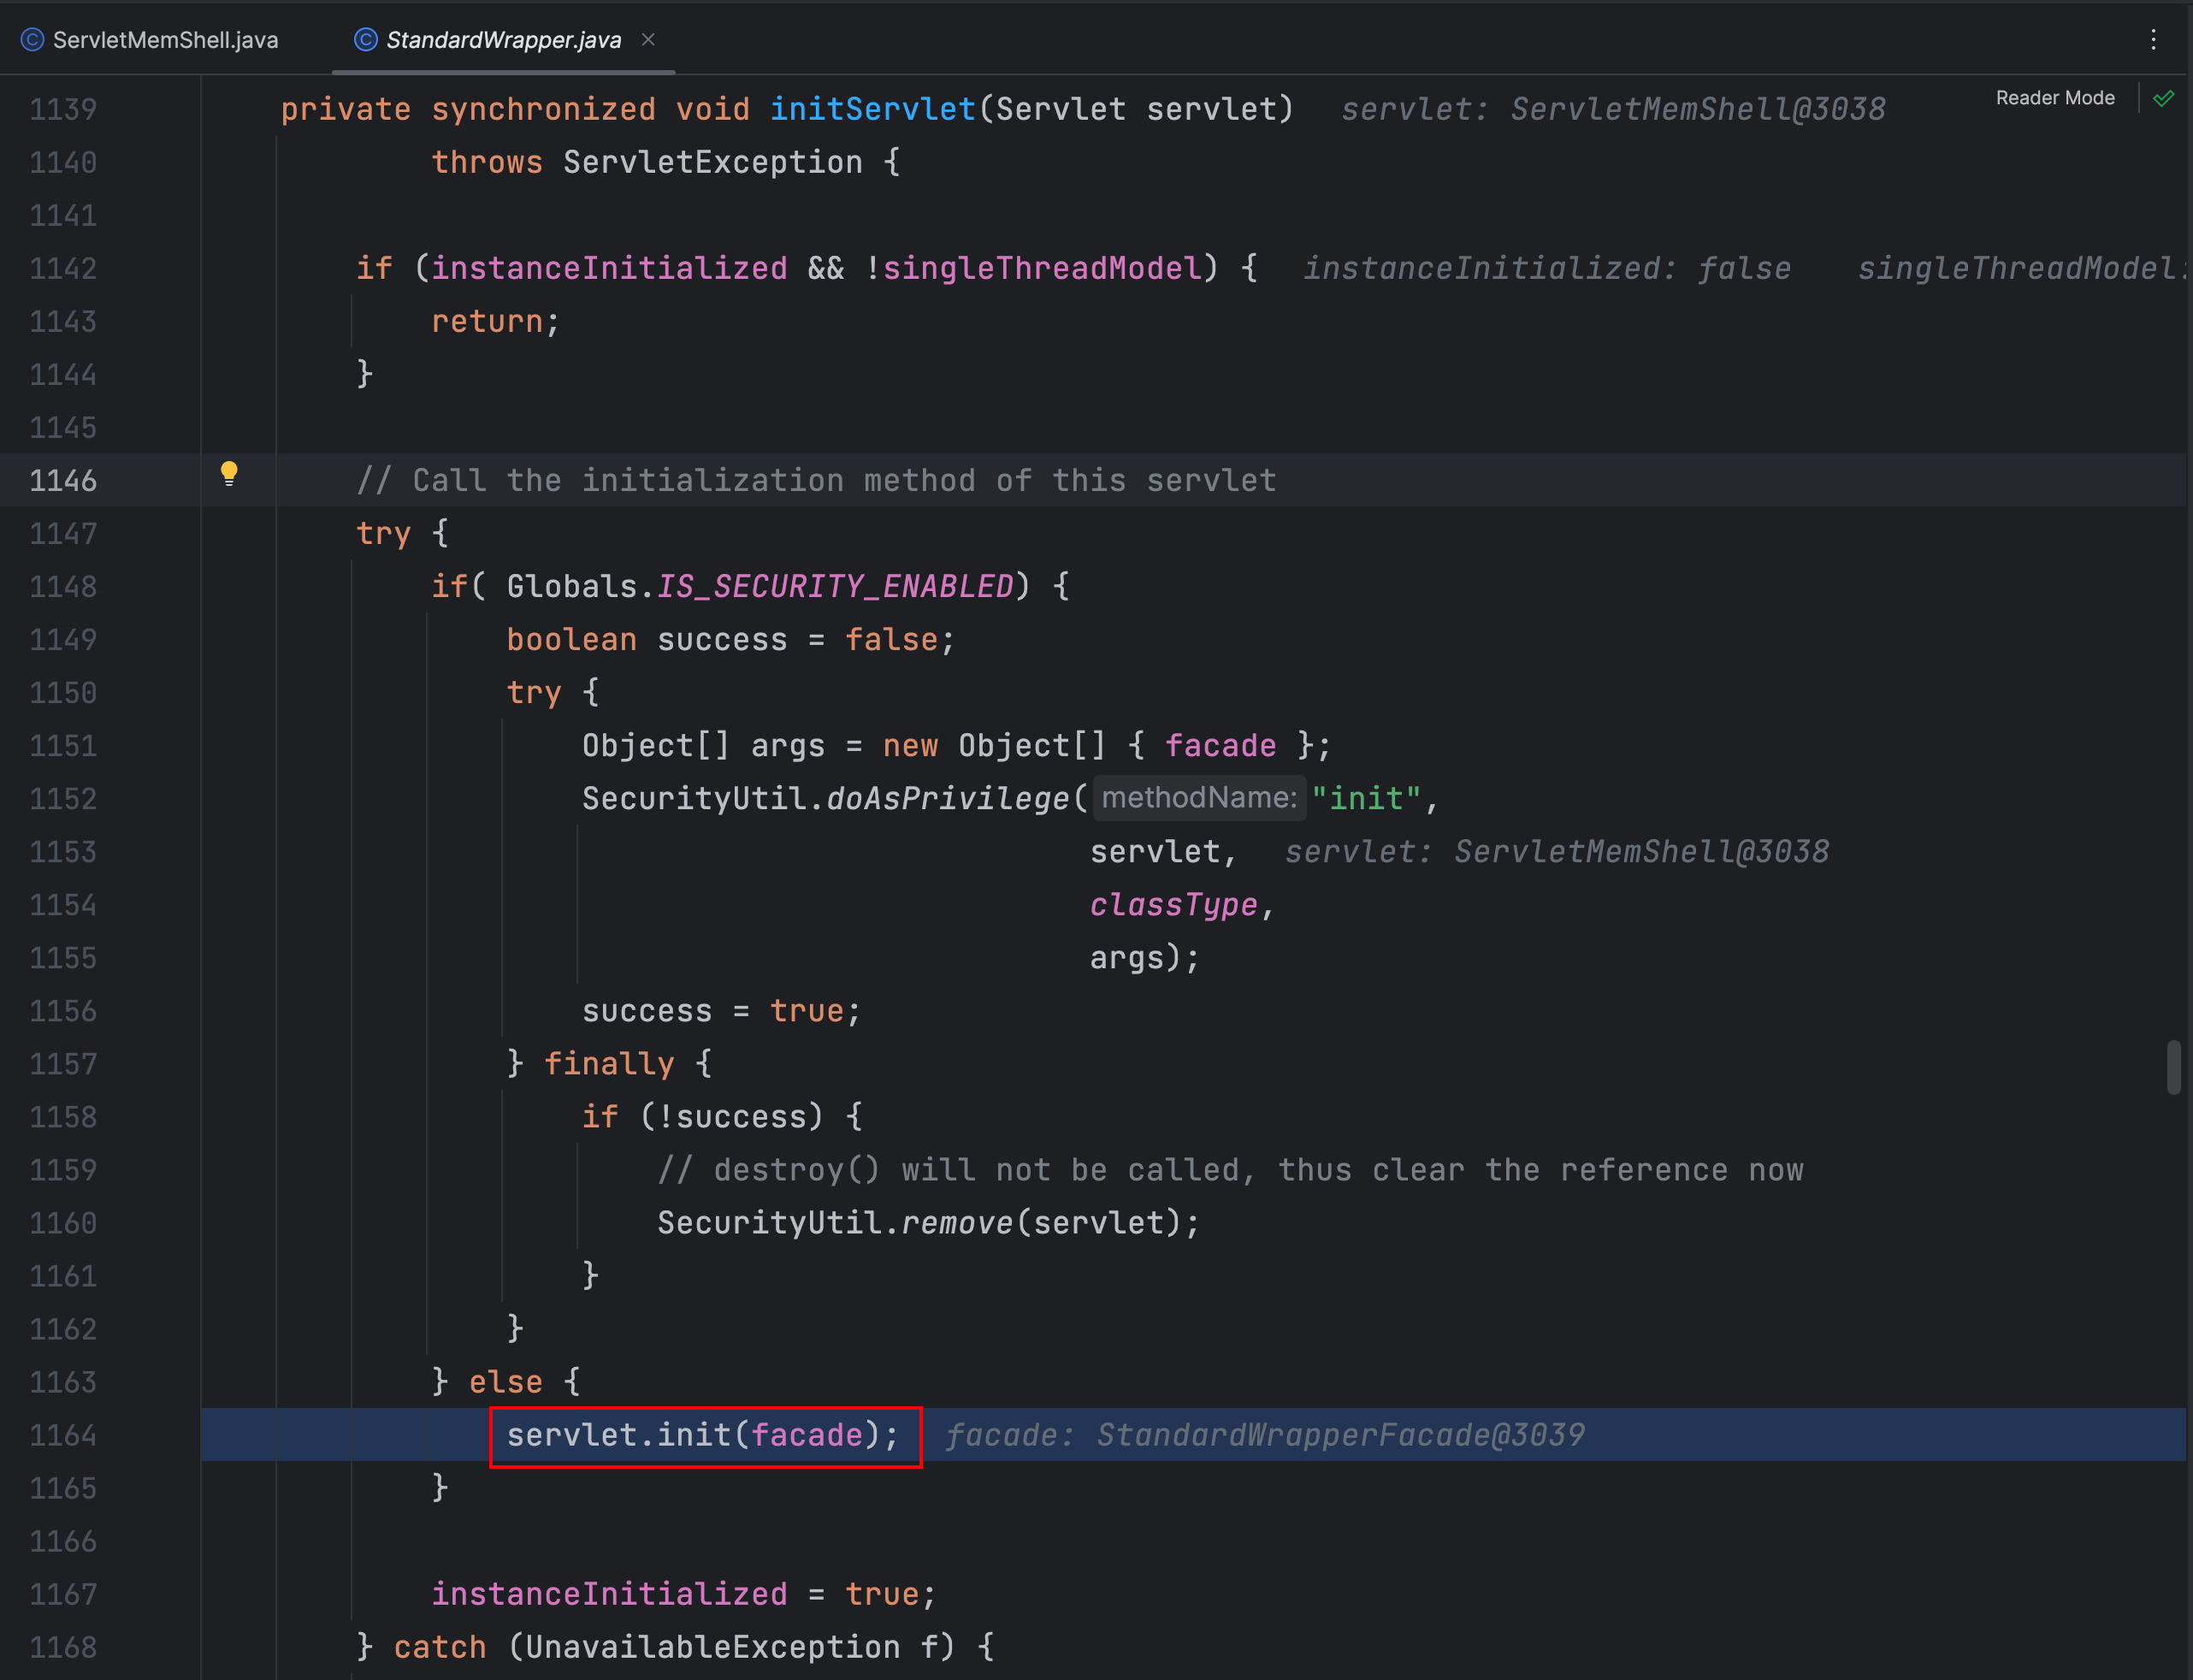 ServletMemShell.java StandardWrapper.java
Reader Mode
1139 private synchronized void initServlet(Servlet servlet) servlet: ServletMemShell@3038
1140 throws ServletException {
1141
1142 if (instanceInitialized && !singleThreadModel) { instanceInitialized: false singleThreadModel:
1143 return;
1144 }
1145
1146 // Call the initialization method of this servlet
1147 try {
1148 if( Globals.IS_SECURITY_ENABLED) {
1149 boolean success = false;
1150 try {
1151 Object[] args = new Object[] { facade };
1152 SecurityUtil.doAsPrivilege( methodName: "init",
1153 servlet, servlet: ServletMemShell@3038
1154 classType,
1155 args);
1156 success = true;
1157 } finally {
1158 if (!success) {
1159 // destroy() will not be called, thus clear the reference now
1160 SecurityUtil.remove(servlet);
1161 }
1162 }
1163 } else {
1164 servlet.init(facade); facade: StandardWrapperFacade@3039
1165 }
1166
1167 instanceInitialized = true;
1168 } catch (UnavailableException f) {